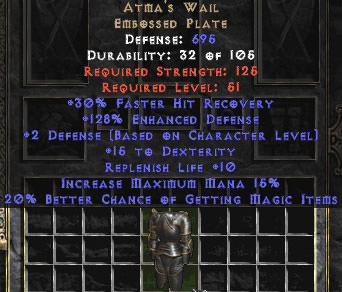 Atma's Wail
Embossed Plate
Defense: 695
Durability: 32 of 105
Required Strength: 125
Required Level: 51
+30% Faster Hit Recovery
+128% Enhanced Defense
+2 Defense (Based on Character Level)
+15 to Dexterity
Replenish Life +10
Increase Maximum Mana 15%
20% Better Chance of Getting Magic Items